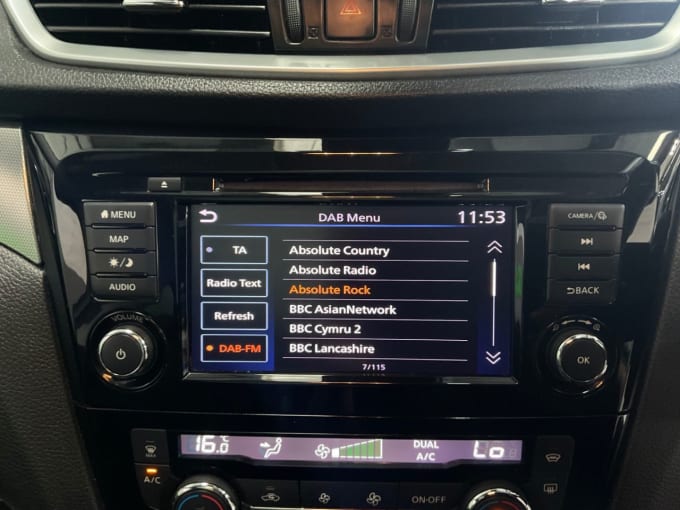 MENU
MAP
AUDIO
VOLUME
DAB Menu 11:53
TA
Radio Text
Refresh
DAB-FM
Absolute Country
Absolute Radio
Absolute Rock
BBC AsianNetwork
BBC Cymru 2
BBC Lancashire
7/115
CAMERA/
BACK
OK
16.0 °C
DUAL
A/C
Lo
MAX
A/C
ON·OFF